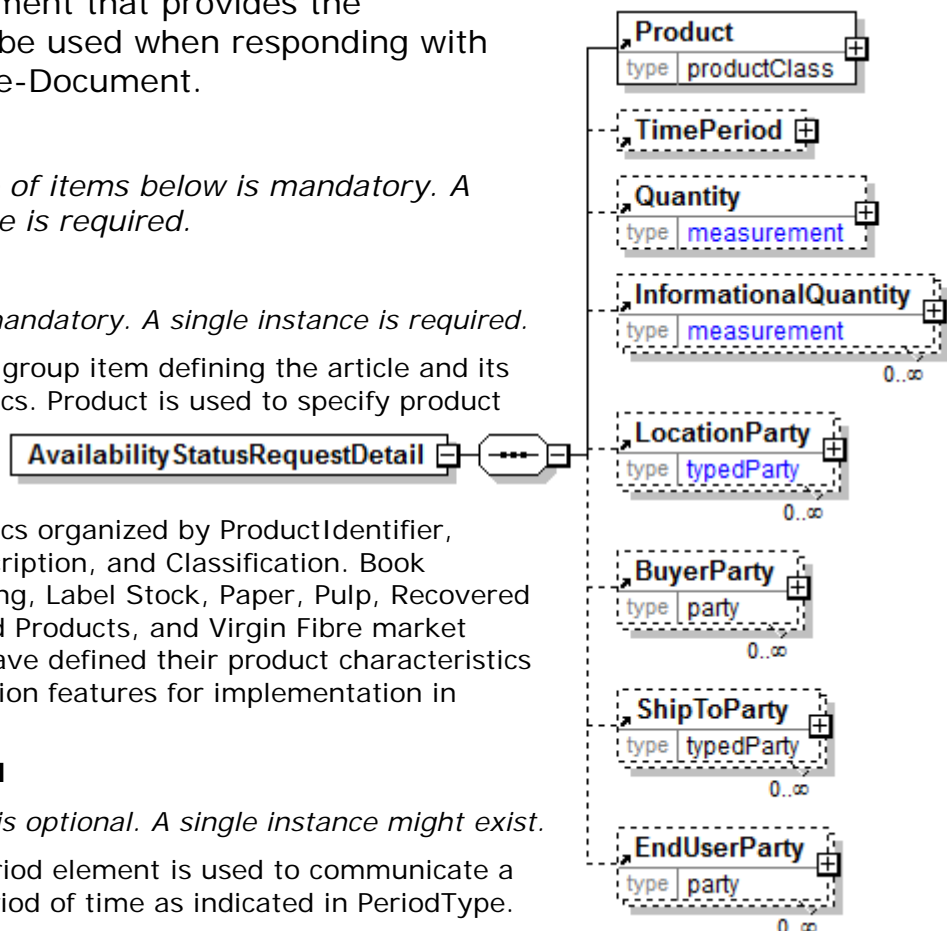 ment that provides the
be used when responding with
e-Document.
of items below is mandatory. A
e is required.
mandatory. A single instance is required.
group item defining the article and its
cs. Product is used to specify product
cs organized by ProductIdentifier,
cription, and Classification. Book
ng, Label Stock, Paper, Pulp, Recovered
d Products, and Virgin Fibre market
ave defined their product characteristics
ion features for implementation in
is optional. A single instance might exist.
riod element is used to communicate a
riod of time as indicated in PeriodType.
AvailabilityStatusRequestDetail
Product
type productClass
TimePeriod
Quantity
type measurement
InformationalQuantity
type measurement
0..∞
LocationParty
type typedParty
0..∞
BuyerParty
type party
0..∞
ShipToParty
type typedParty
0..∞
EndUserParty
type party
0..∞